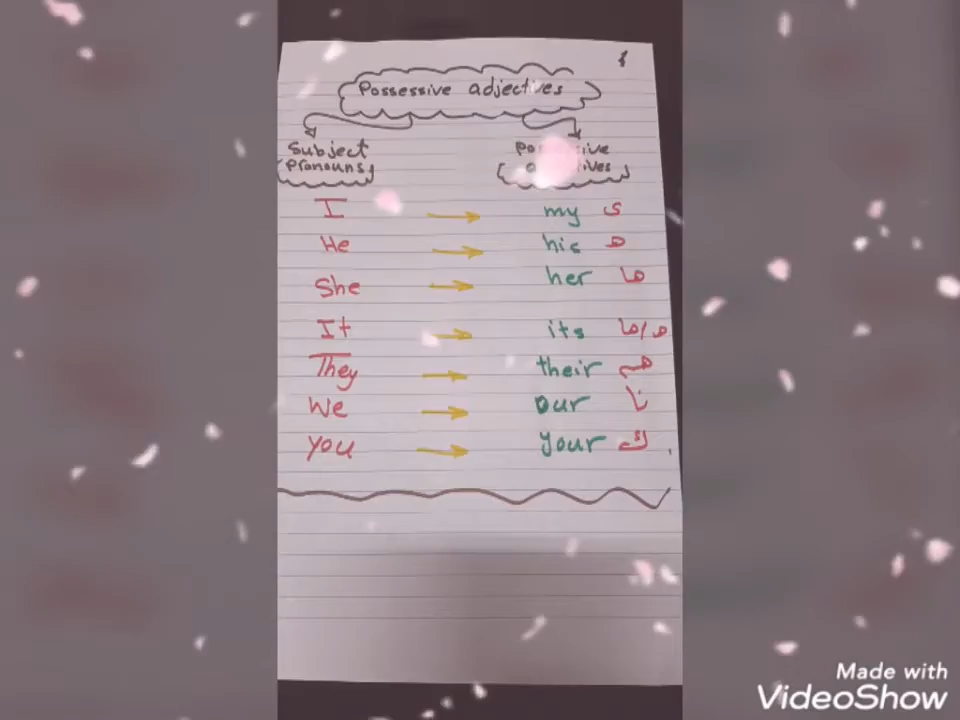 Possessive adjectives
Subject pronouns
I → my ي
He → his ه
She → her ها
It → its ه/ها
They → their هم
We → our نا
You → your ك
Made with
VideoShow